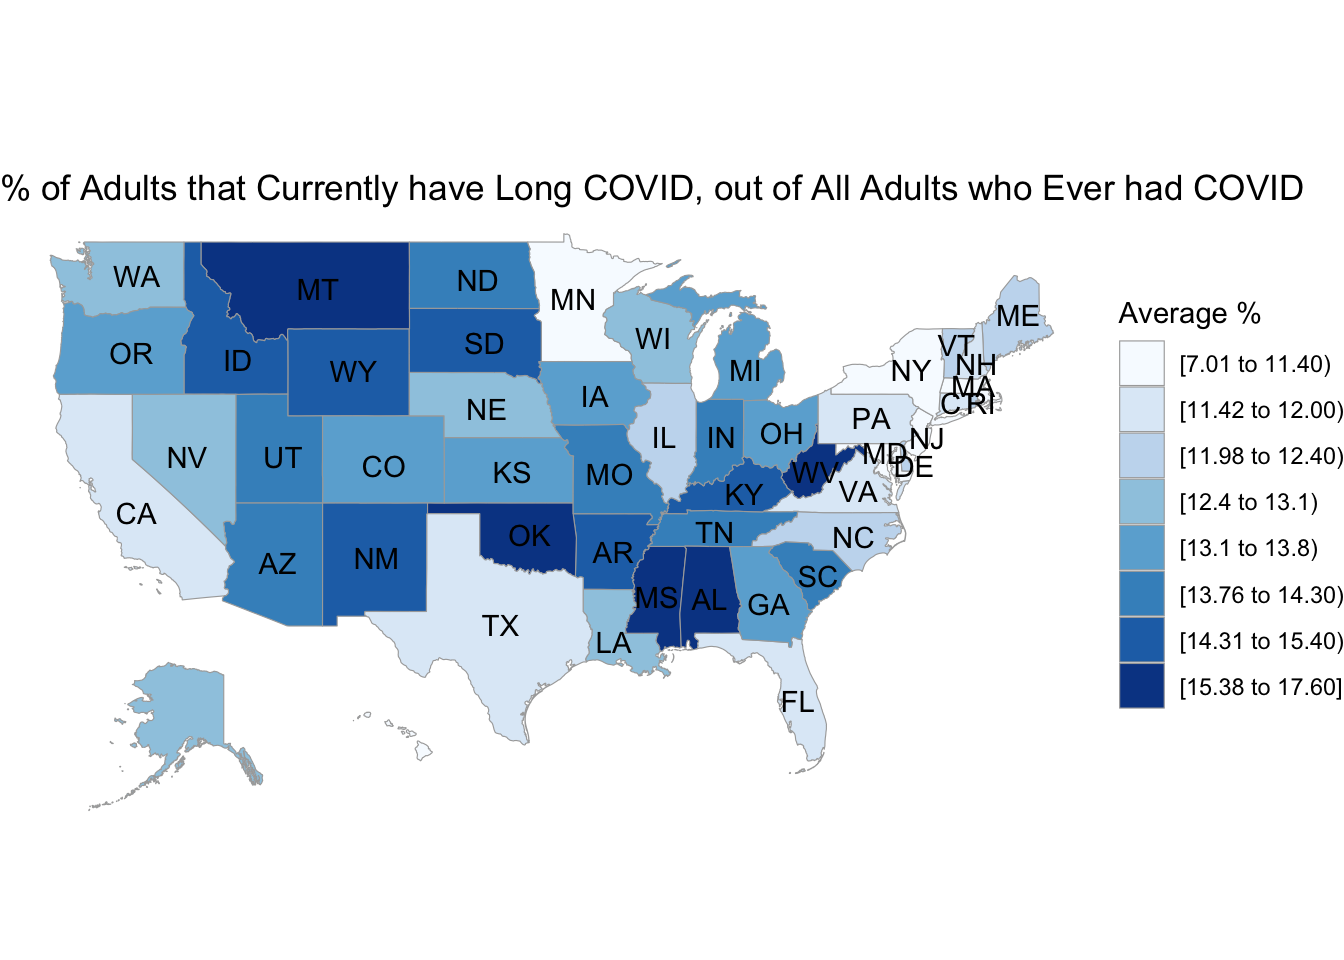 % of Adults that Currently have Long COVID, out of All Adults who Ever had COVID
WA
MT
ND
MN
ME
OR
ID
WY
SD
WI
MI
NY
VT
NH
MA
RI
NE
IA
PA
NJ
NV
UT
CO
KS
MO
IL
IN
OH
WV
MD
DE
VA
KY
CA
AZ
NM
OK
AR
TN
NC
SC
MS
AL
GA
TX
LA
FL
Average %
[7.01 to 11.40)
[11.42 to 12.00)
[11.98 to 12.40)
[12.4 to 13.1)
[13.1 to 13.8)
[13.76 to 14.30)
[14.31 to 15.40)
[15.38 to 17.60]